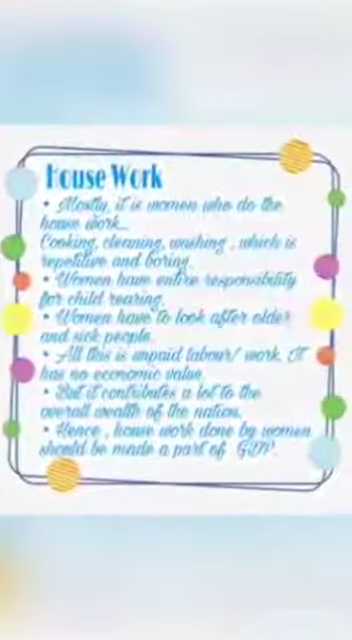 House Work
• Mostly, it is women who do the
house work...
Cooking, cleaning, washing , which is
repetitive and boring.
• Women have entire responsibility
for child rearing.
• Women have to look after older
and sick people.
• All this is unpaid labour/ work. IT
has no economic value.
• But it contributes a lot to the
overall wealth of the nation.
• Hence , house work done by women
should be made a part of GDP.